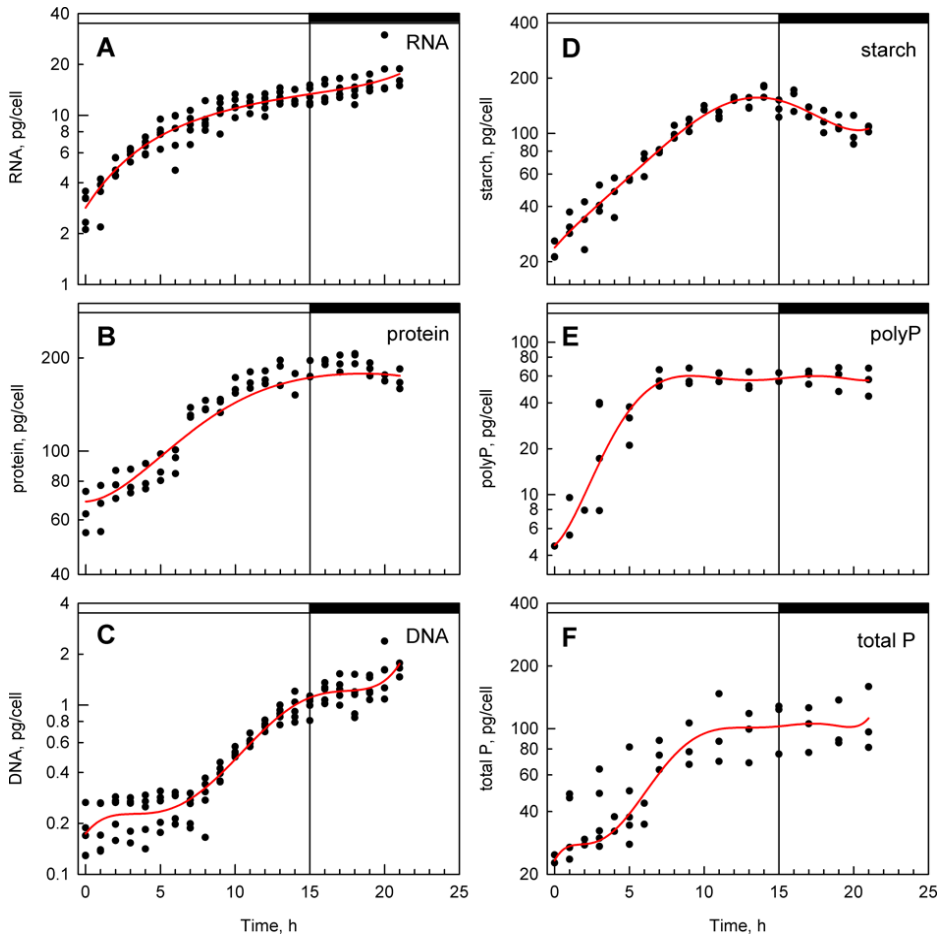 A
RNA
RNA, pg/cell
40
20
10
8
6
4
2
1
D
starch
starch, pg/cell
400
200
100
80
60
40
20
B
protein
protein, pg/cell
200
100
80
60
40
E
polyP
polyP, pg/cell
100
80
60
40
20
10
8
6
4
C
DNA
DNA, pg/cell
4
2
1
0.8
0.6
0.4
0.2
0.1
0 5 10 15 20 25
Time, h
F
total P
total P, pg/cell
400
200
100
80
60
40
20
0 5 10 15 20 25
Time, h